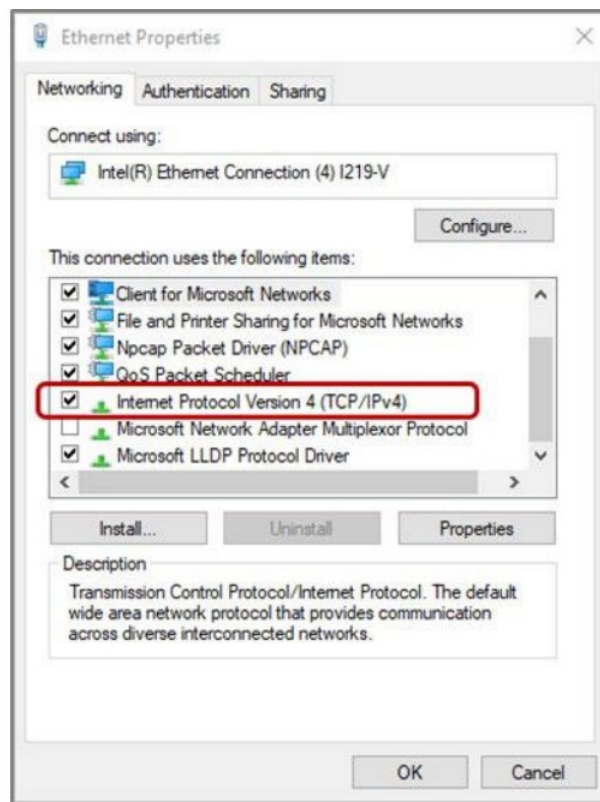 Ethernet Properties
Networking Authentication Sharing
Connect using:
Intel(R) Ethernet Connection (4) I219-V
Configure...
This connection uses the following items:
Client for Microsoft Networks
File and Printer Sharing for Microsoft Networks
Npcap Packet Driver (NPCAP)
QoS Packet Scheduler
Internet Protocol Version 4 (TCP/IPv4)
Microsoft Network Adapter Multiplexor Protocol
Microsoft LLDP Protocol Driver
Install... Uninstall Properties
Description
Transmission Control Protocol/Internet Protocol. The default
wide area network protocol that provides communication
across diverse interconnected networks.
OK Cancel